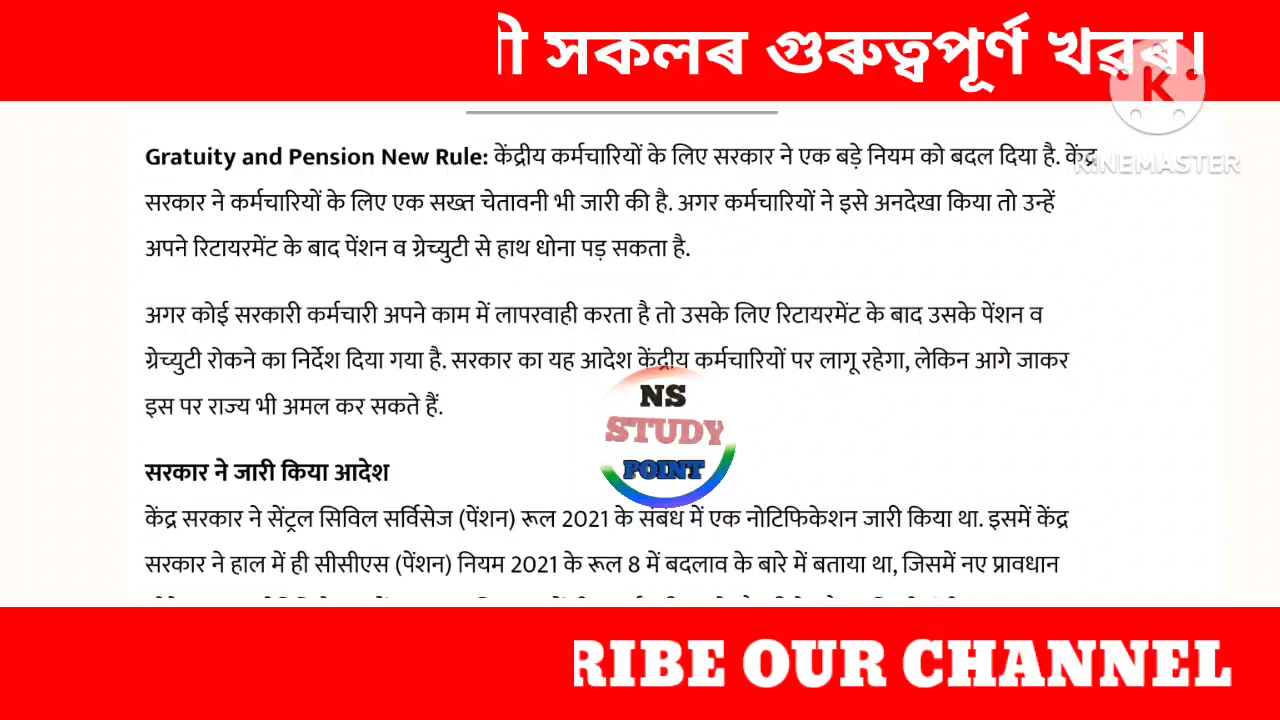 ী সকলৰ গুৰুত্বপূৰ্ণ খৱৰ।
K
KINEMASTER
Gratuity and Pension New Rule: केंद्रीय कर्मचारियों के लिए सरकार ने एक बड़े नियम को बदल दिया है. केंद्र
सरकार ने कर्मचारियों के लिए एक सख्त चेतावनी भी जारी की है. अगर कर्मचारियों ने इसे अनदेखा किया तो उन्हें
अपने रिटायरमेंट के बाद पेंशन व ग्रेच्युटी से हाथ धोना पड़ सकता है.
अगर कोई सरकारी कर्मचारी अपने काम में लापरवाही करता है तो उसके लिए रिटायरमेंट के बाद उसके पेंशन व
ग्रेच्युटी रोकने का निर्देश दिया गया है. सरकार का यह आदेश केंद्रीय कर्मचारियों पर लागू रहेगा, लेकिन आगे जाकर
इस पर राज्य भी अमल कर सकते हैं.
NS
STUDY
POINT
सरकार ने जारी किया आदेश
केंद्र सरकार ने सेंट्रल सिविल सर्विसेज (पेंशन) रूल 2021 के संबंध में एक नोटिफिकेशन जारी किया था. इसमें केंद्र
सरकार ने हाल में ही सीसीएस (पेंशन) नियम 2021 के रूल 8 में बदलाव के बारे में बताया था, जिसमें नए प्रावधान
RIBE OUR CHANNEL